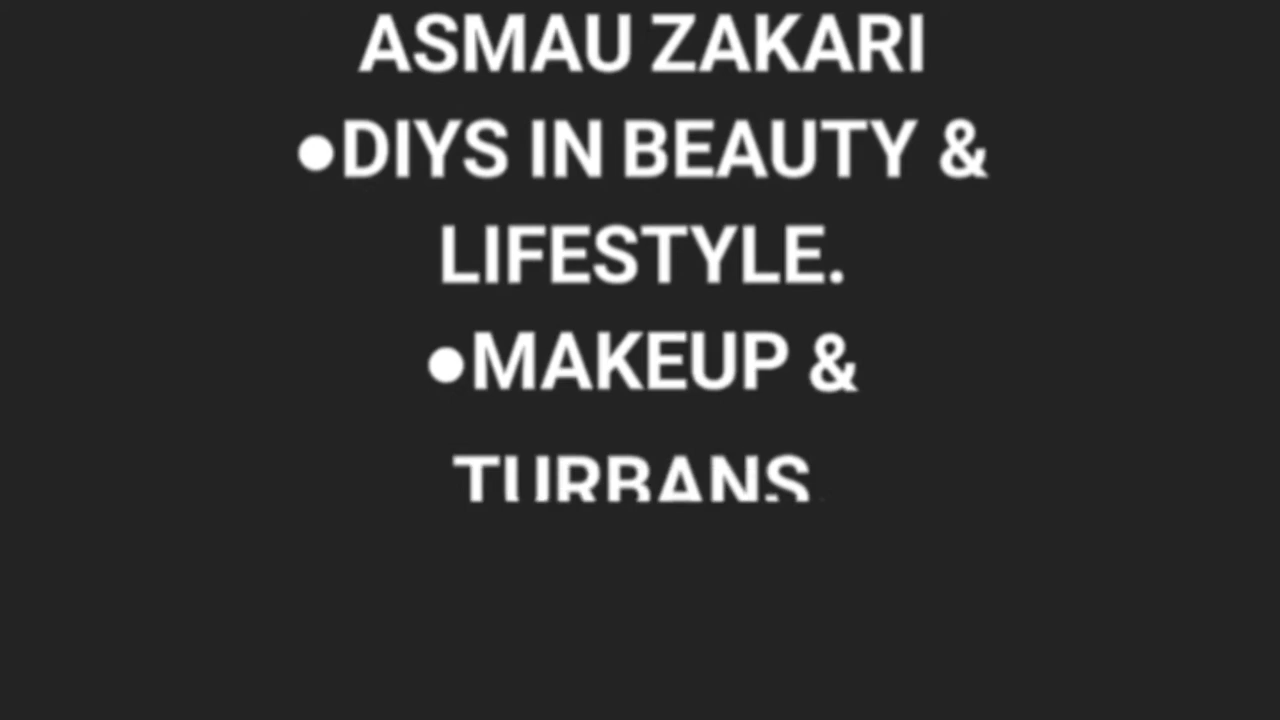 ASMAU ZAKARI
●DIYS IN BEAUTY &
LIFESTYLE.
●MAKEUP &
TURBANS